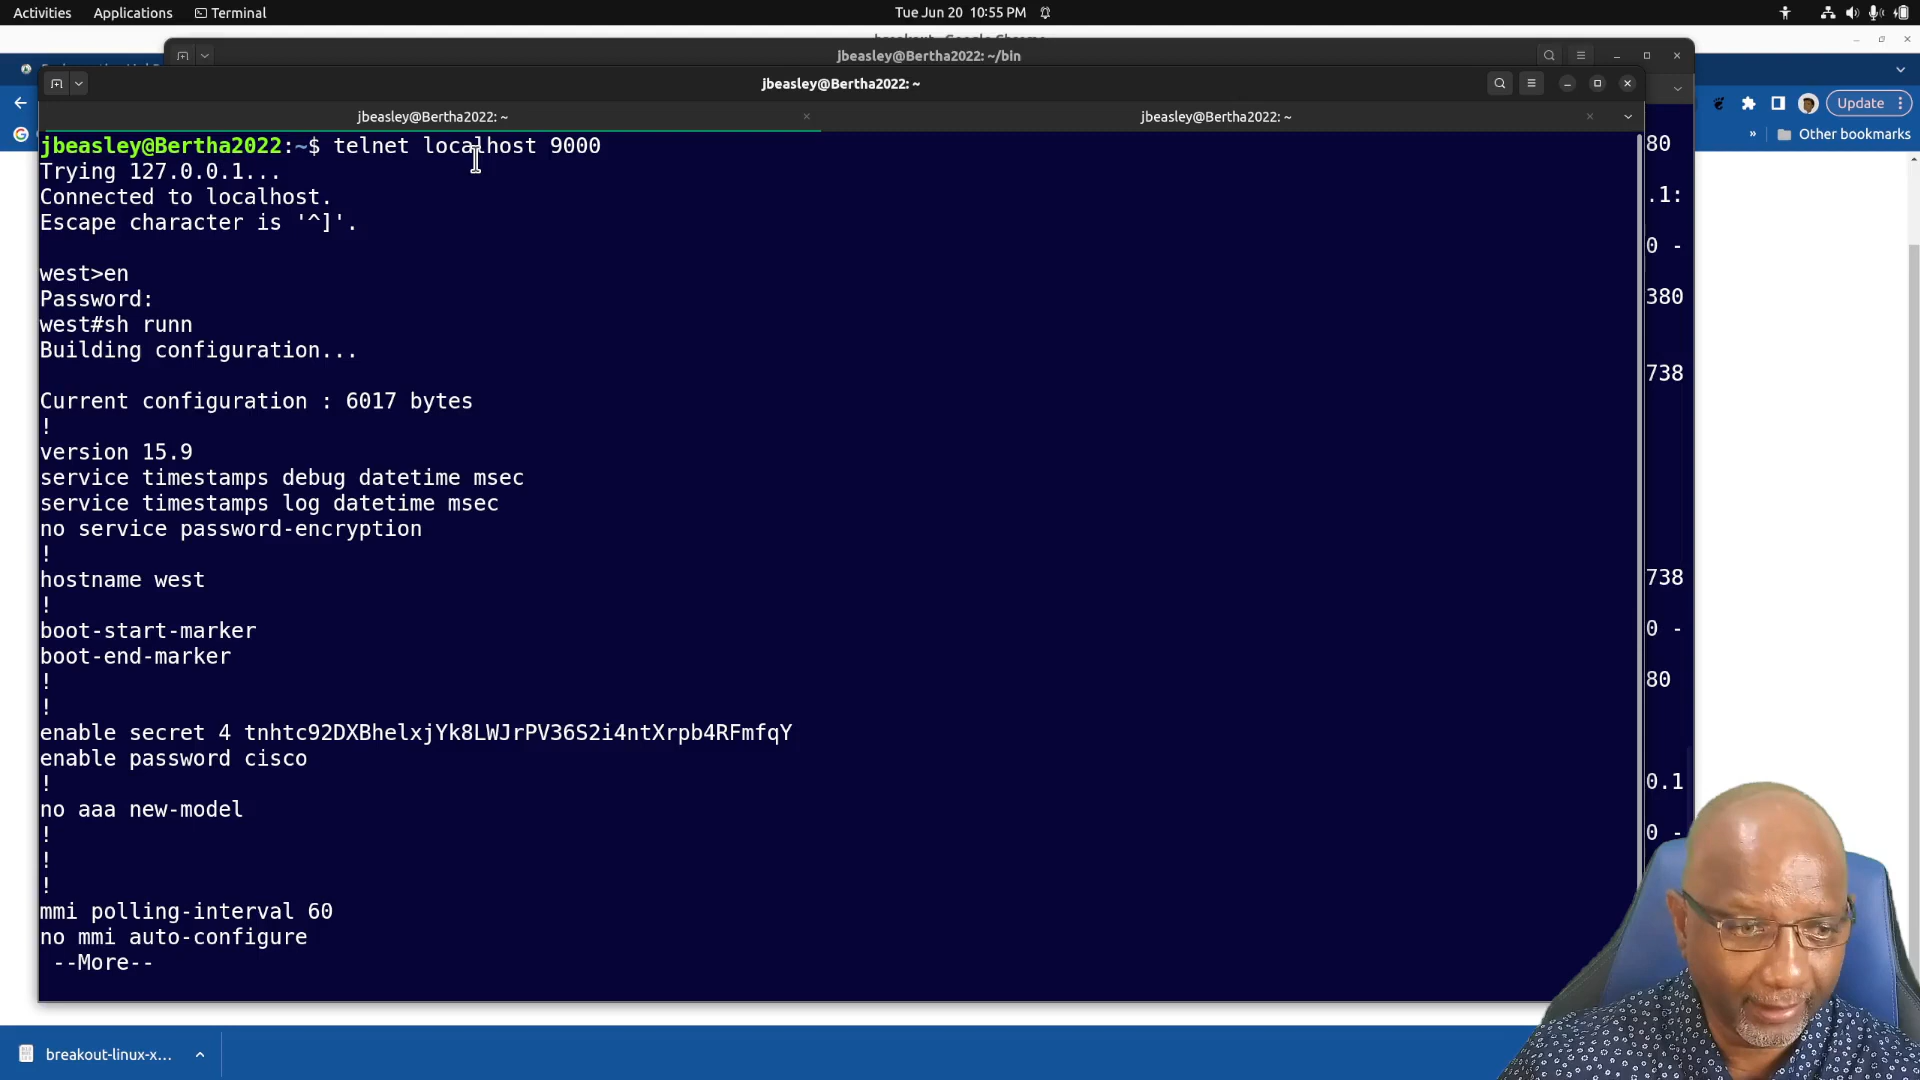 Activities Applications Terminal Tue Jun 20 10:55 PM
jbeasley@Bertha2022: ~/bin
jbeasley@Bertha2022: ~
jbeasley@Bertha2022: ~ jbeasley@Bertha2022: ~
Update
Other bookmarks
jbeasley@Bertha2022:~$ telnet localhost 9000
Trying 127.0.0.1...
Connected to localhost.
Escape character is '^]'.
west>en
Password:
west#sh runn
Building configuration...
Current configuration : 6017 bytes
!
version 15.9
service timestamps debug datetime msec
service timestamps log datetime msec
no service password-encryption
!
hostname west
!
boot-start-marker
boot-end-marker
!
!
enable secret 4 tnhtc92DXBhelxjYk8LWJrPV36S2i4ntXrpb4RFmfqY
enable password cisco
!
no aaa new-model
!
!
!
mmi polling-interval 60
no mmi auto-configure
--More--
80
.1:
0 -
380
738
738
0 -
80
0.1
0 -
breakout-linux-x...